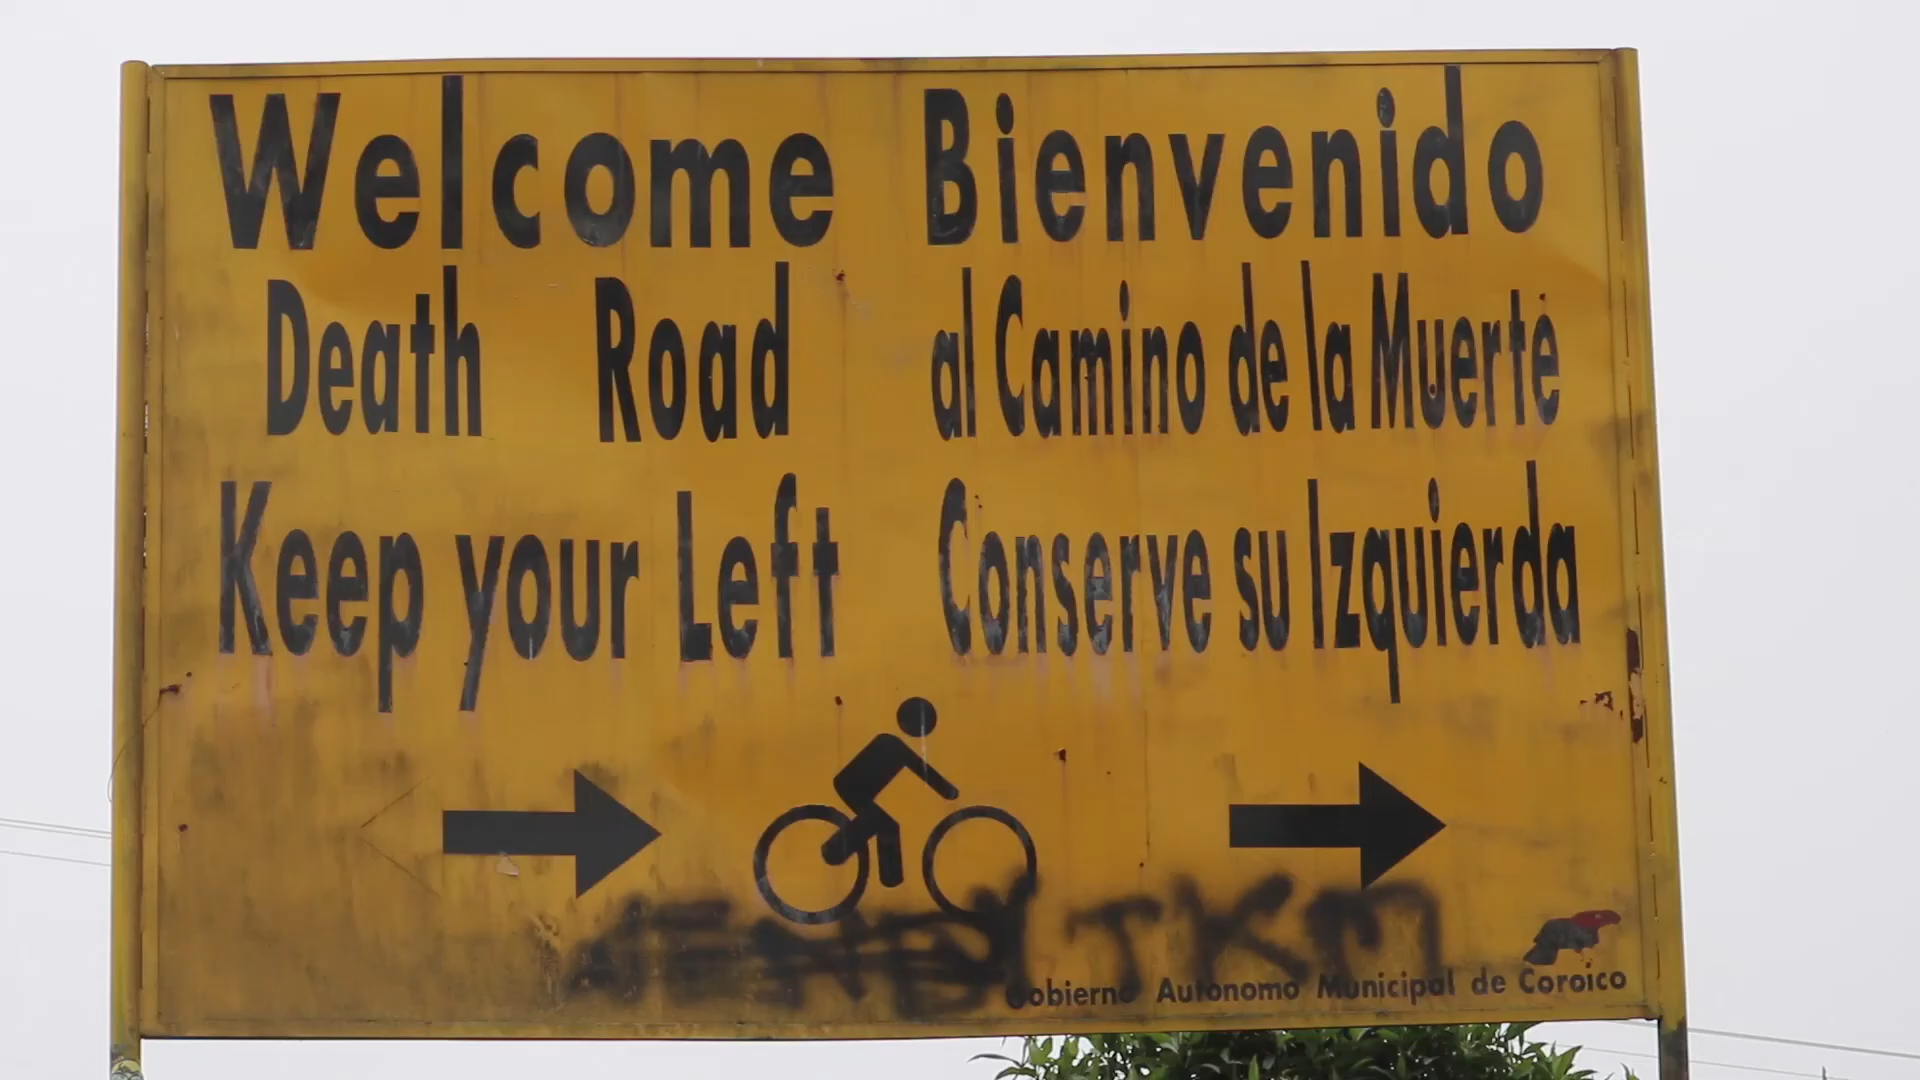 Welcome Bienvenido
Death Road al Camino de la Muerte
Keep your Left Conserve su Izquierda
TKM
Gobierno Autonomo Municipal de Coroico